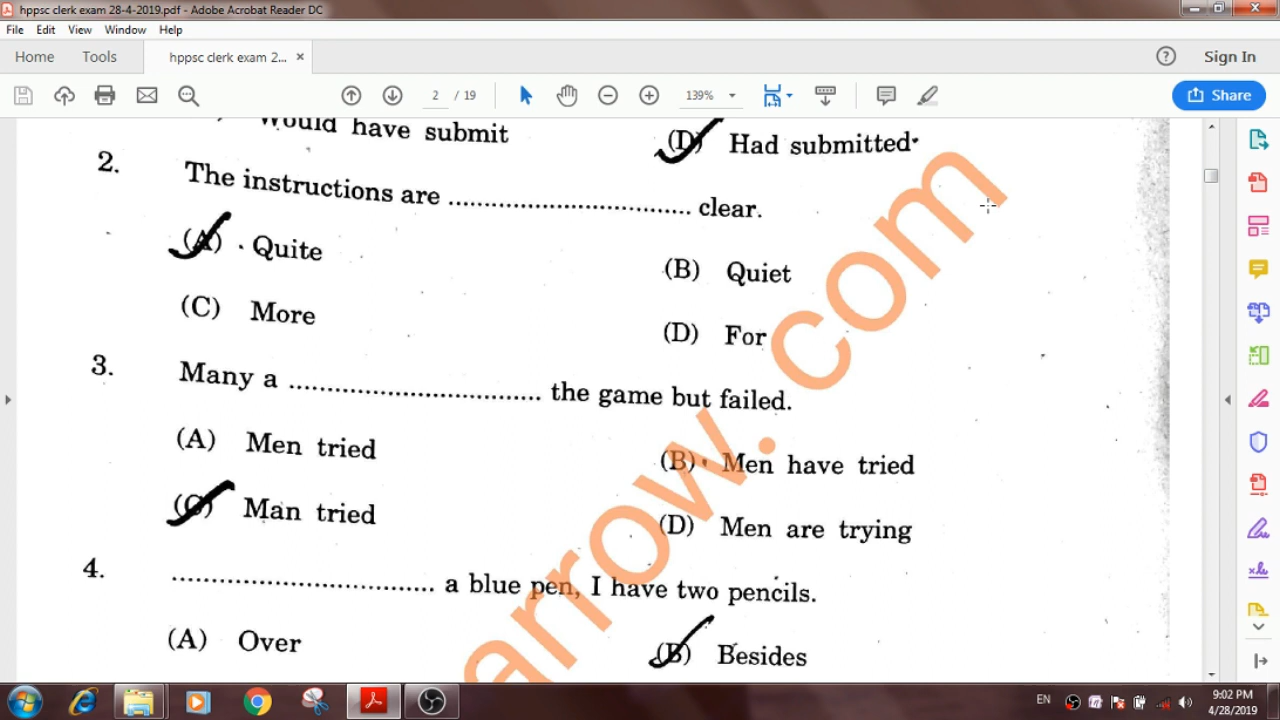 hppsc clerk exam 28-4-2019.pdf - Adobe Acrobat Reader DC
File Edit View Window Help
Home Tools hppsc clerk exam 2... × Sign In
2 / 19 139% Share
Would have submit (D) Had submitted
2. The instructions are .................................... clear.
(A) Quite (B) Quiet
(C) More (D) For
3. Many a .................................... the game but failed.
(A) Men tried (B) Men have tried
(C) Man tried (D) Men are trying
4. .................................... a blue pen, I have two pencils.
(A) Over (B) Besides
arrow.com
EN 9:02 PM
4/28/2019